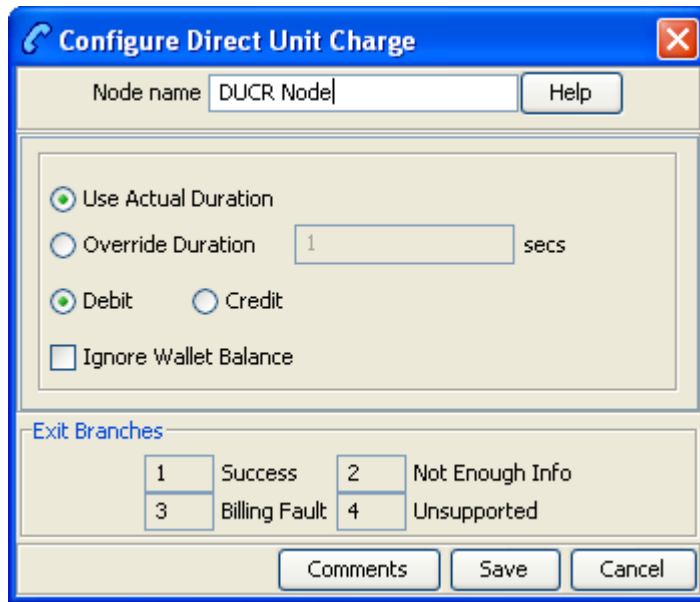 Configure Direct Unit Charge
Node name DUCR Node Help
Use Actual Duration
Override Duration 1 secs
Debit Credit
Ignore Wallet Balance
Exit Branches
1 Success 2 Not Enough Info
3 Billing Fault 4 Unsupported
Comments Save Cancel